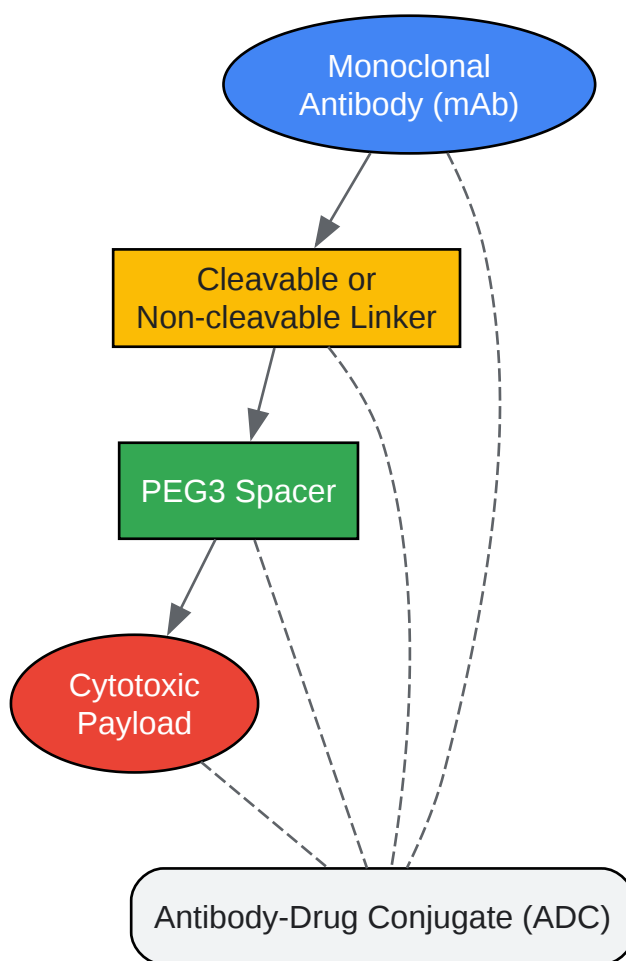 Monoclonal
Antibody (mAb)
Cleavable or
Non-cleavable Linker
PEG3 Spacer
Cytotoxic
Payload
Antibody-Drug Conjugate (ADC)